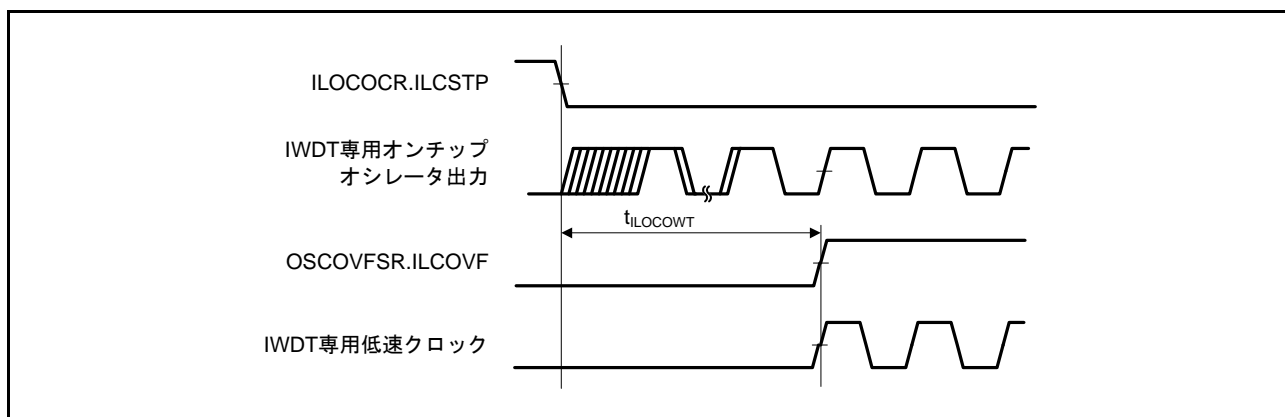 ILOCOCR.ILCSTP
IWDT専用オンチップ
オシレータ出力
tILOCOWT
OSCOVFSR.ILCOVF
IWDT専用低速クロック